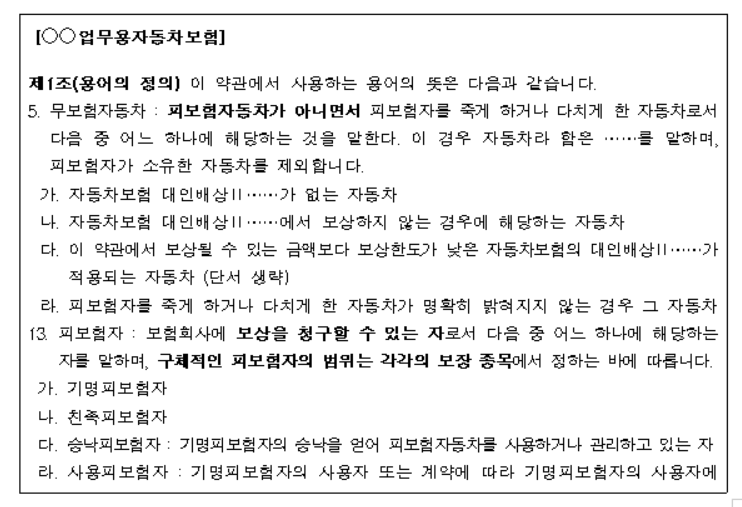 [○○업무용자동차보험]
제1조(용어의 정의) 이 약관에서 사용하는 용어의 뜻은 다음과 같습니다.
5. 무보험자동차 : 피보험자동차가 아니면서 피보험자를 죽게 하거나 다치게 한 자동차로서
다음 중 어느 하나에 해당하는 것을 말한다. 이 경우 자동차라 함은 ……를 말하며,
피보험자가 소유한 자동차를 제외합니다.
가. 자동차보험 대인배상II……가 없는 자동차
나. 자동차보험 대인배상II……에서 보상하지 않는 경우에 해당하는 자동차
다. 이 약관에서 보상될 수 있는 금액보다 보상한도가 낮은 자동차보험의 대인배상II……가
적용되는 자동차 (단서 생략)
라. 피보험자를 죽게 하거나 다치게 한 자동차가 명확히 밝혀지지 않는 경우 그 자동차
13. 피보험자 : 보험회사에 보상을 청구할 수 있는 자로서 다음 중 어느 하나에 해당하는
자를 말하며, 구체적인 피보험자의 범위는 각각의 보장 종목에서 정하는 바에 따릅니다.
가. 기명피보험자
나. 친족피보험자
다. 승낙피보험자 : 기명피보험자의 승낙을 얻어 피보험자동차를 사용하거나 관리하고 있는 자
라. 사용피보험자 : 기명피보험자의 사용자 또는 계약에 따라 기명피보험자의 사용자에